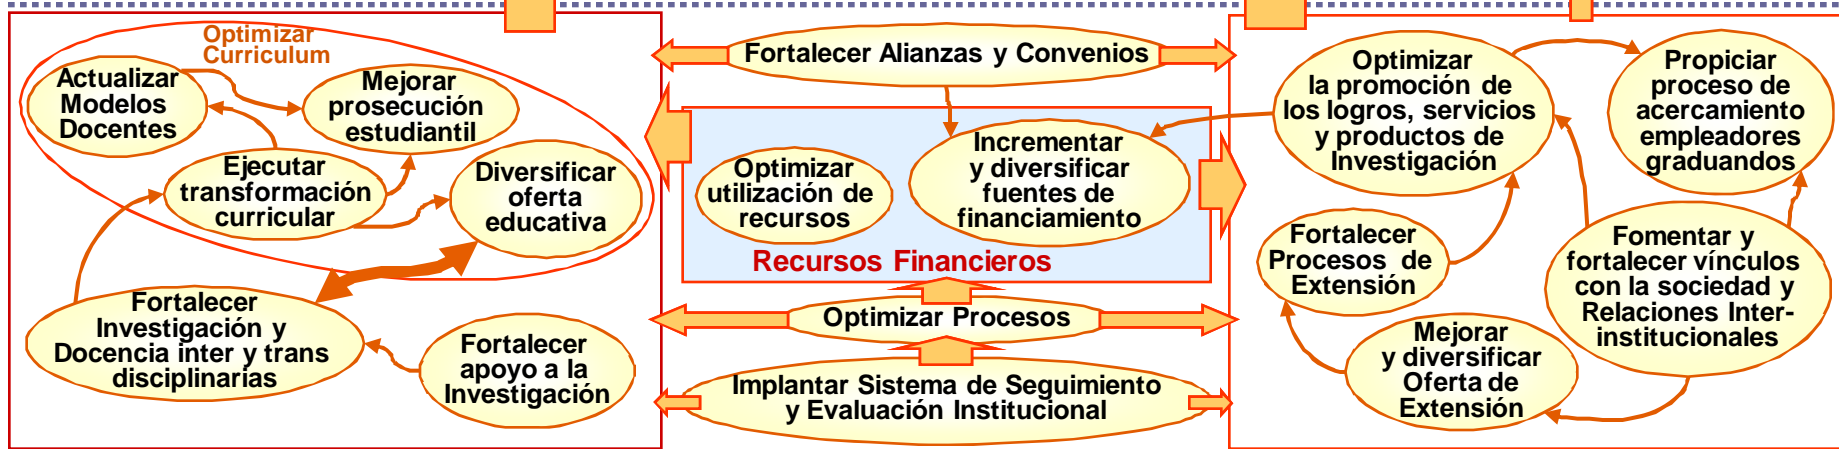 Optimizar
Curriculum
Actualizar
Modelos
Docentes
Mejorar
prosecución
estudiantil
Ejecutar
transformación
curricular
Diversificar
oferta
educativa
Fortalecer
Investigación y
Docencia inter y trans
disciplinarias
Fortalecer
apoyo a la
Investigación
Fortalecer Alianzas y Convenios
Optimizar
utilización de
recursos
Incrementar
y diversificar
fuentes de
financiamiento
Recursos Financieros
Optimizar Procesos
Implantar Sistema de Seguimiento
y Evaluación Institucional
Optimizar
la promoción de
los logros, servicios
y productos de
Investigación
Propiciar
proceso de
acercamiento
empleadores
graduandos
Fortalecer
Procesos de
Extensión
Fomentar y
fortalecer vínculos
con la sociedad y
Relaciones Inter-
institucionales
Mejorar
y diversificar
Oferta de
Extensión